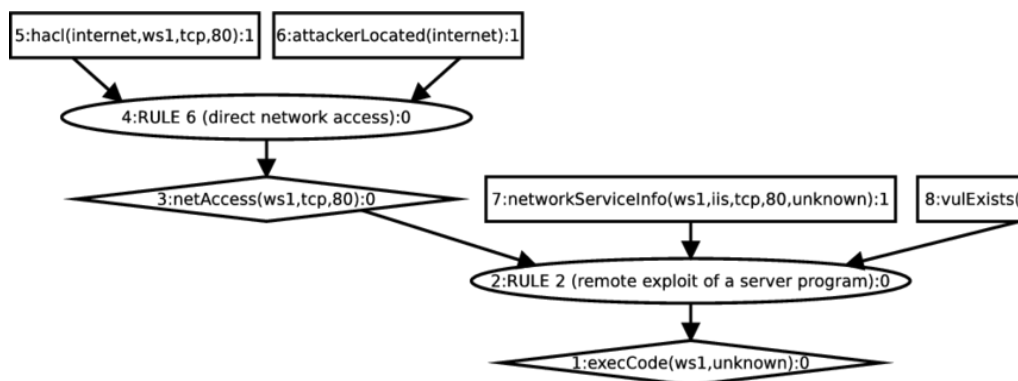 5:hacl(internet,ws1,tcp,80):1
6:attackerLocated(internet):1
4:RULE 6 (direct network access):0
3:netAccess(ws1,tcp,80):0
7:networkServiceInfo(ws1,iis,tcp,80,unknown):1
8:vulExists(
2:RULE 2 (remote exploit of a server program):0
1:execCode(ws1,unknown):0